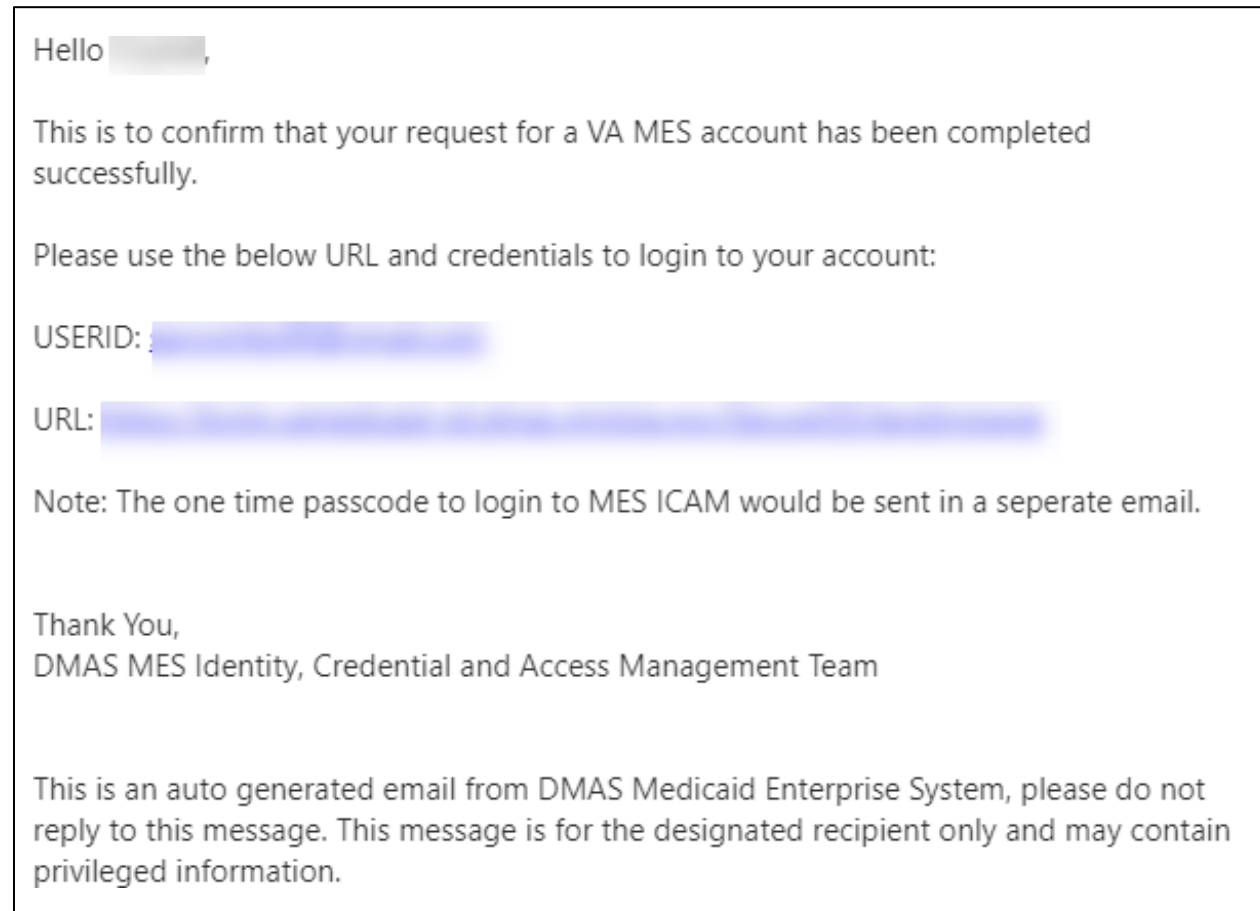 Hello ,
This is to confirm that your request for a VA MES account has been completed
successfully.
Please use the below URL and credentials to login to your account:
USERID:
URL:
Note: The one time passcode to login to MES ICAM would be sent in a seperate email.
Thank You,
DMAS MES Identity, Credential and Access Management Team
This is an auto generated email from DMAS Medicaid Enterprise System, please do not
reply to this message. This message is for the designated recipient only and may contain
privileged information.